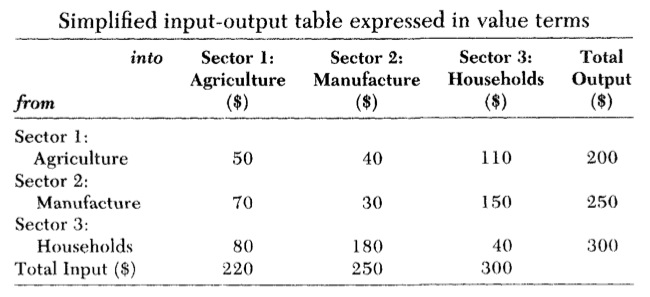 Simplified input-output table expressed in value terms
into Sector 1: Sector 2: Sector 3: Total
Agriculture Manufacture Households Output
from ($) ($) ($) ($)
Sector 1:
Agriculture 50 40 110 200
Sector 2:
Manufacture 70 30 150 250
Sector 3:
Households 80 180 40 300
Total Input ($) 220 250 300